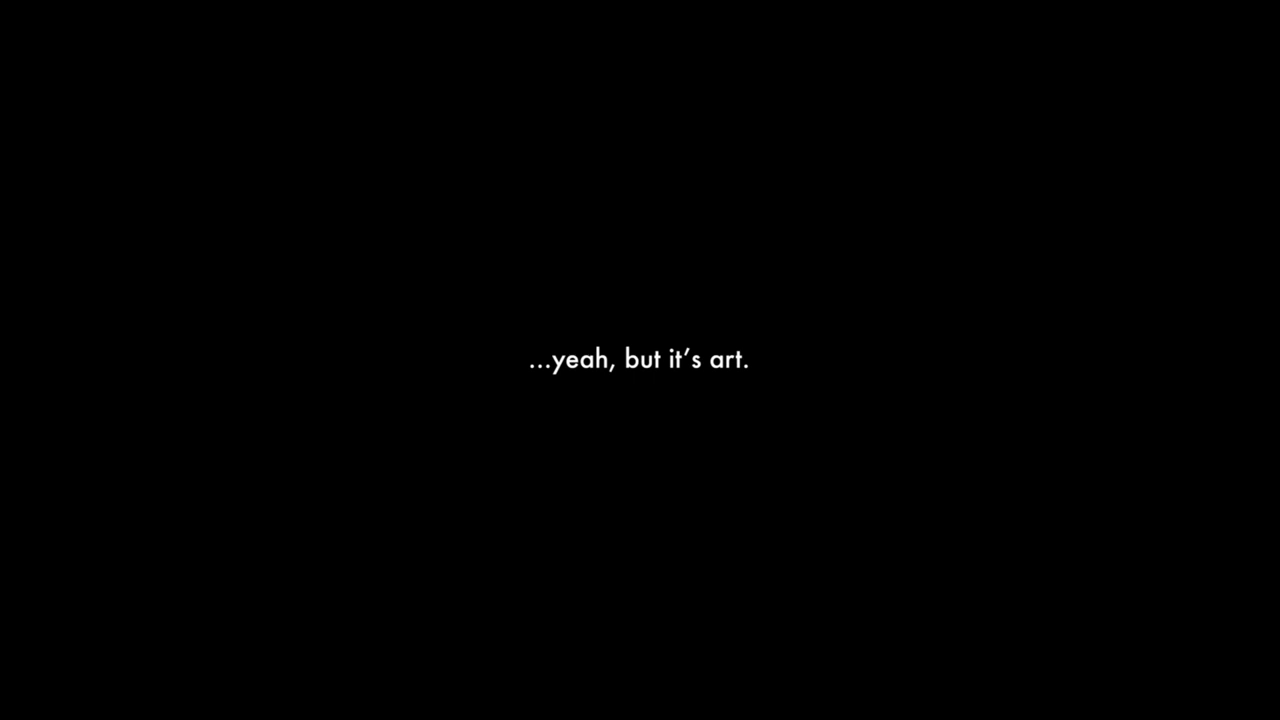 ...yeah, but it’s art.